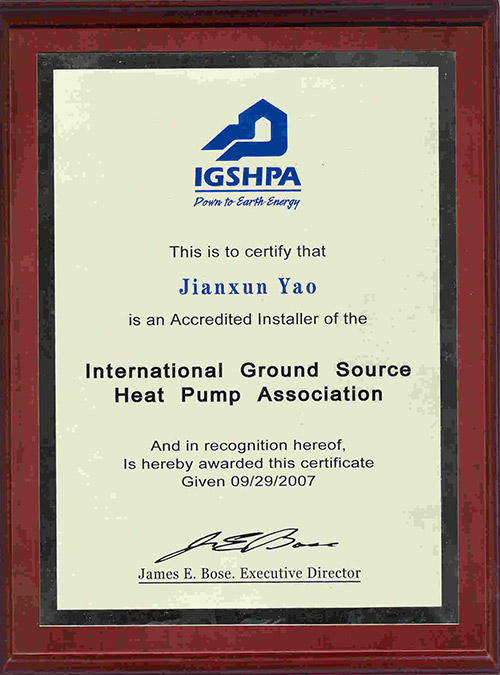 IGSHPA
Down to Earth Energy
This is to certify that
Jianxun Yao
is an Accredited Installer of the
International Ground Source
Heat Pump Association
And in recognition hereof,
Is hereby awarded this certificate
Given 09/29/2007
James E. Bose. Executive Director